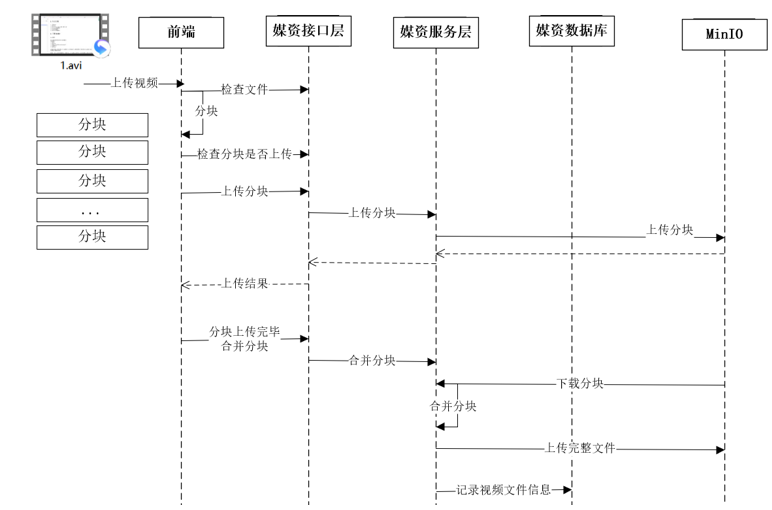 前端
媒资接口层
媒资服务层
媒资数据库
MinIO
1.avi
上传视频
检查文件
分块
分块
分块
检查分块是否上传
分块
上传分块
...
上传分块
上传分块
分块
上传结果
分块上传完毕
合并分块
合并分块
下载分块
合并分块
上传完整文件
记录视频文件信息